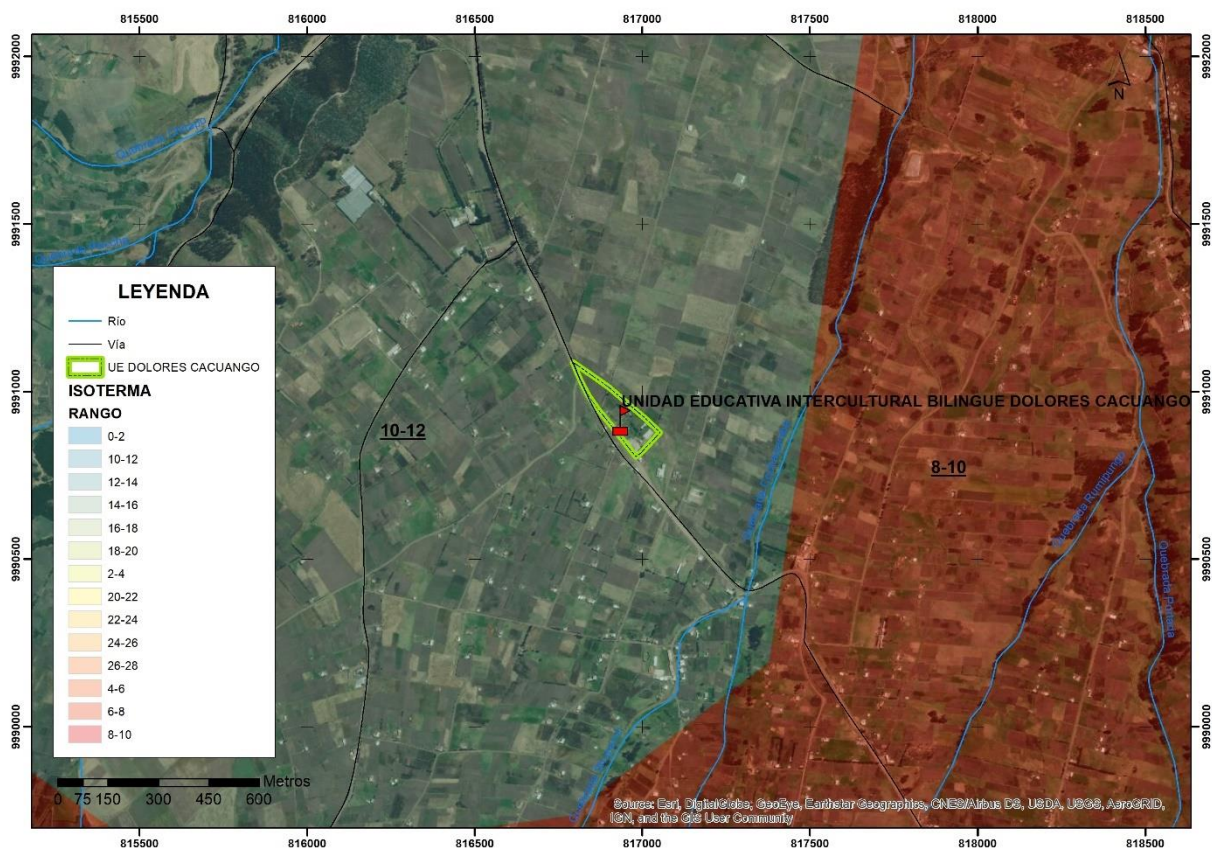 815500 816000 816500 817000 817500 818000 818500
9992000
9992000
N
Quebrada
9991500
9991500
LEYENDA
Río
Vía
UE DOLORES CACUANGO
ISOTERMA
RANGO
0-2
10-12
12-14
14-16
16-18
18-20
2-4
20-22
22-24
24-26
26-28
4-6
6-8
8-10
9991000
9991000
UNIDAD EDUCATIVA INTERCULTURAL BILINGUE DOLORES CACUANGO
10-12
8-10
Quebrada Rumipungo
Quebrada
9990500
9990500
9990000
9990000
Metros
0 75 150 300 450 600
Source: Esri, DigitalGlobe, GeoEye, Earthstar Geographics, CNES/Airbus DS, USDA, USGS, AeroGRID,
IGN, and the GIS User Community
815500 816000 816500 817000 817500 818000 818500